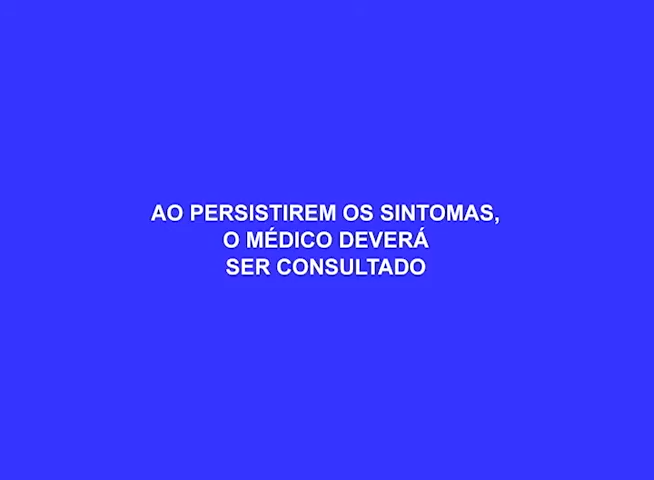 AO PERSISTIREM OS SINTOMAS,
O MÉDICO DEVERÁ
SER CONSULTADO